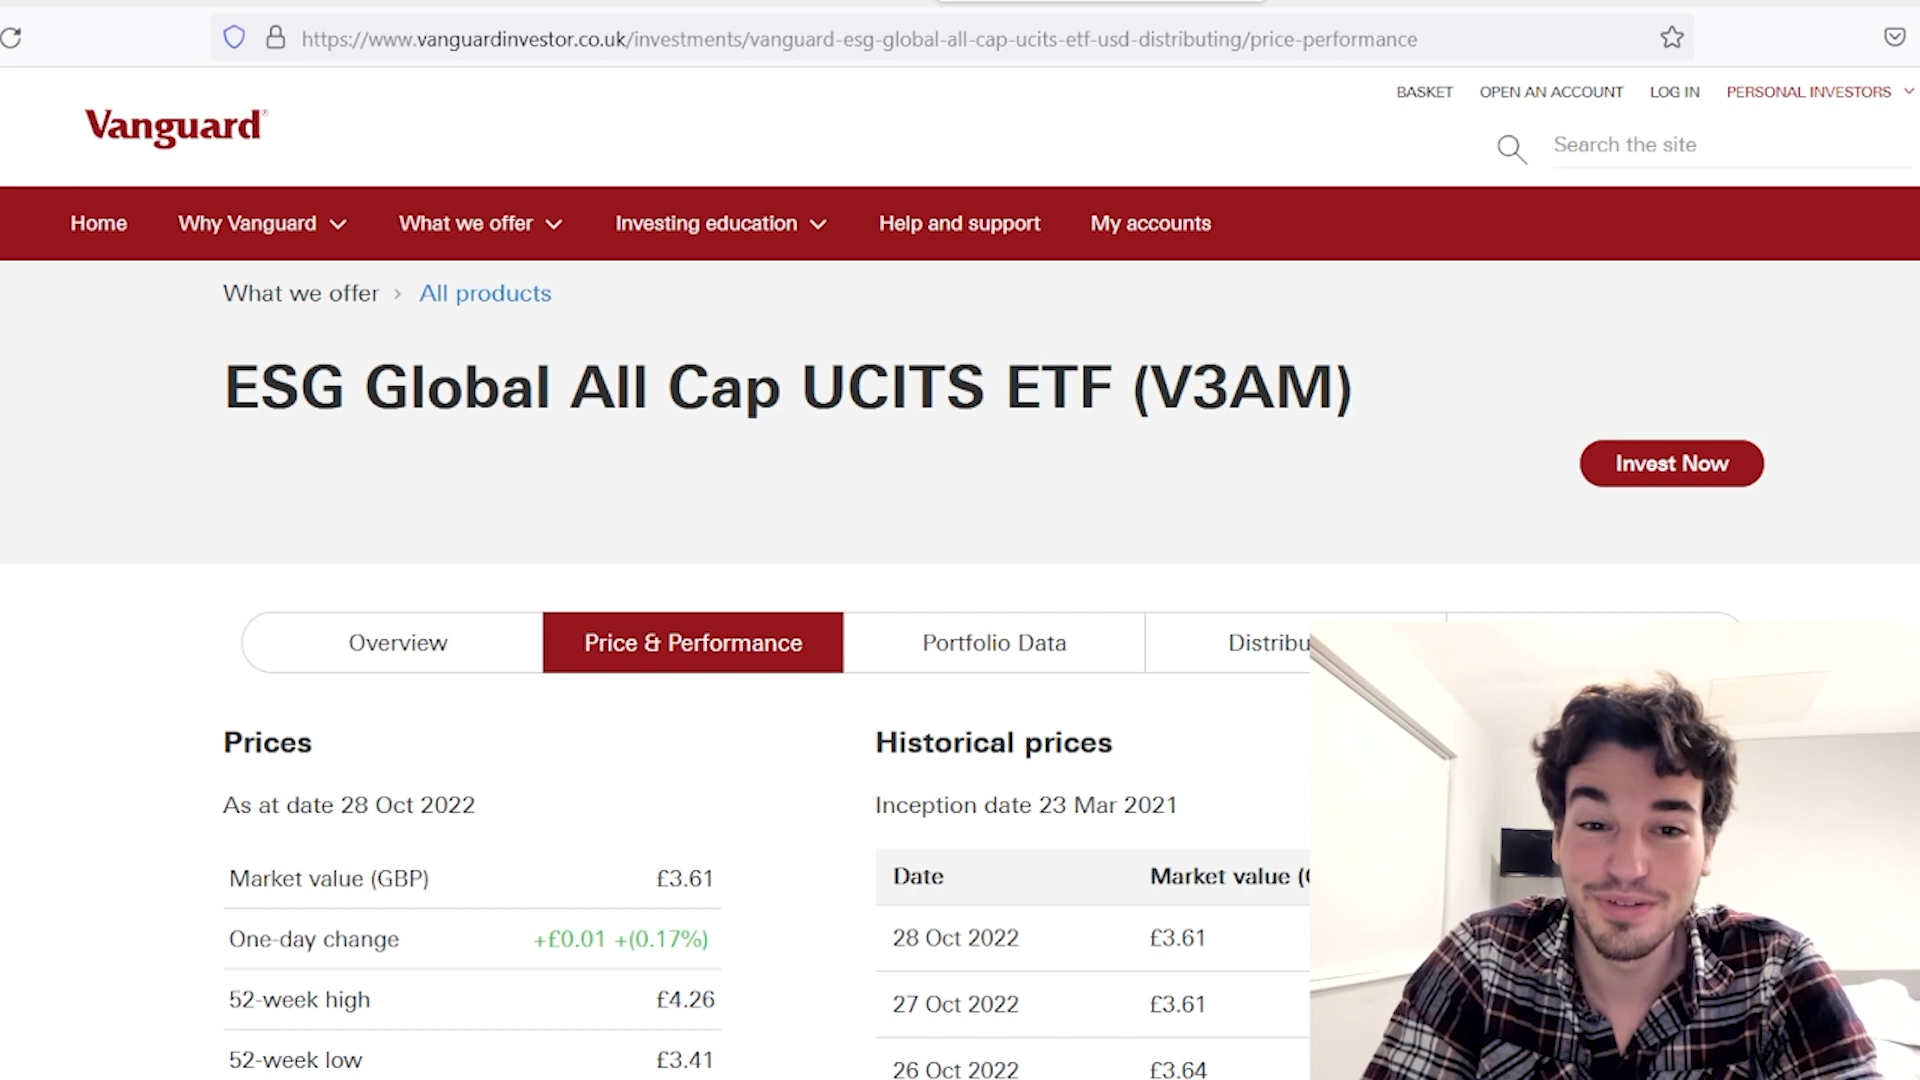 https://www.vanguardinvestor.co.uk/investments/vanguard-esg-global-all-cap-ucits-etf-usd-distributing/price-performance
BASKET OPEN AN ACCOUNT LOG IN PERSONAL INVESTORS
Vanguard
Search the site
Home Why Vanguard What we offer Investing education Help and support My accounts
What we offer > All products
ESG Global All Cap UCITS ETF (V3AM)
Invest Now
Overview Price & Performance Portfolio Data Distribu
Prices
As at date 28 Oct 2022
Market value (GBP) £3.61
One-day change +£0.01 +(0.17%)
52-week high £4.26
52-week low £3.41
Historical prices
Inception date 23 Mar 2021
Date Market value (
28 Oct 2022 £3.61
27 Oct 2022 £3.61
26 Oct 2022 £3.64